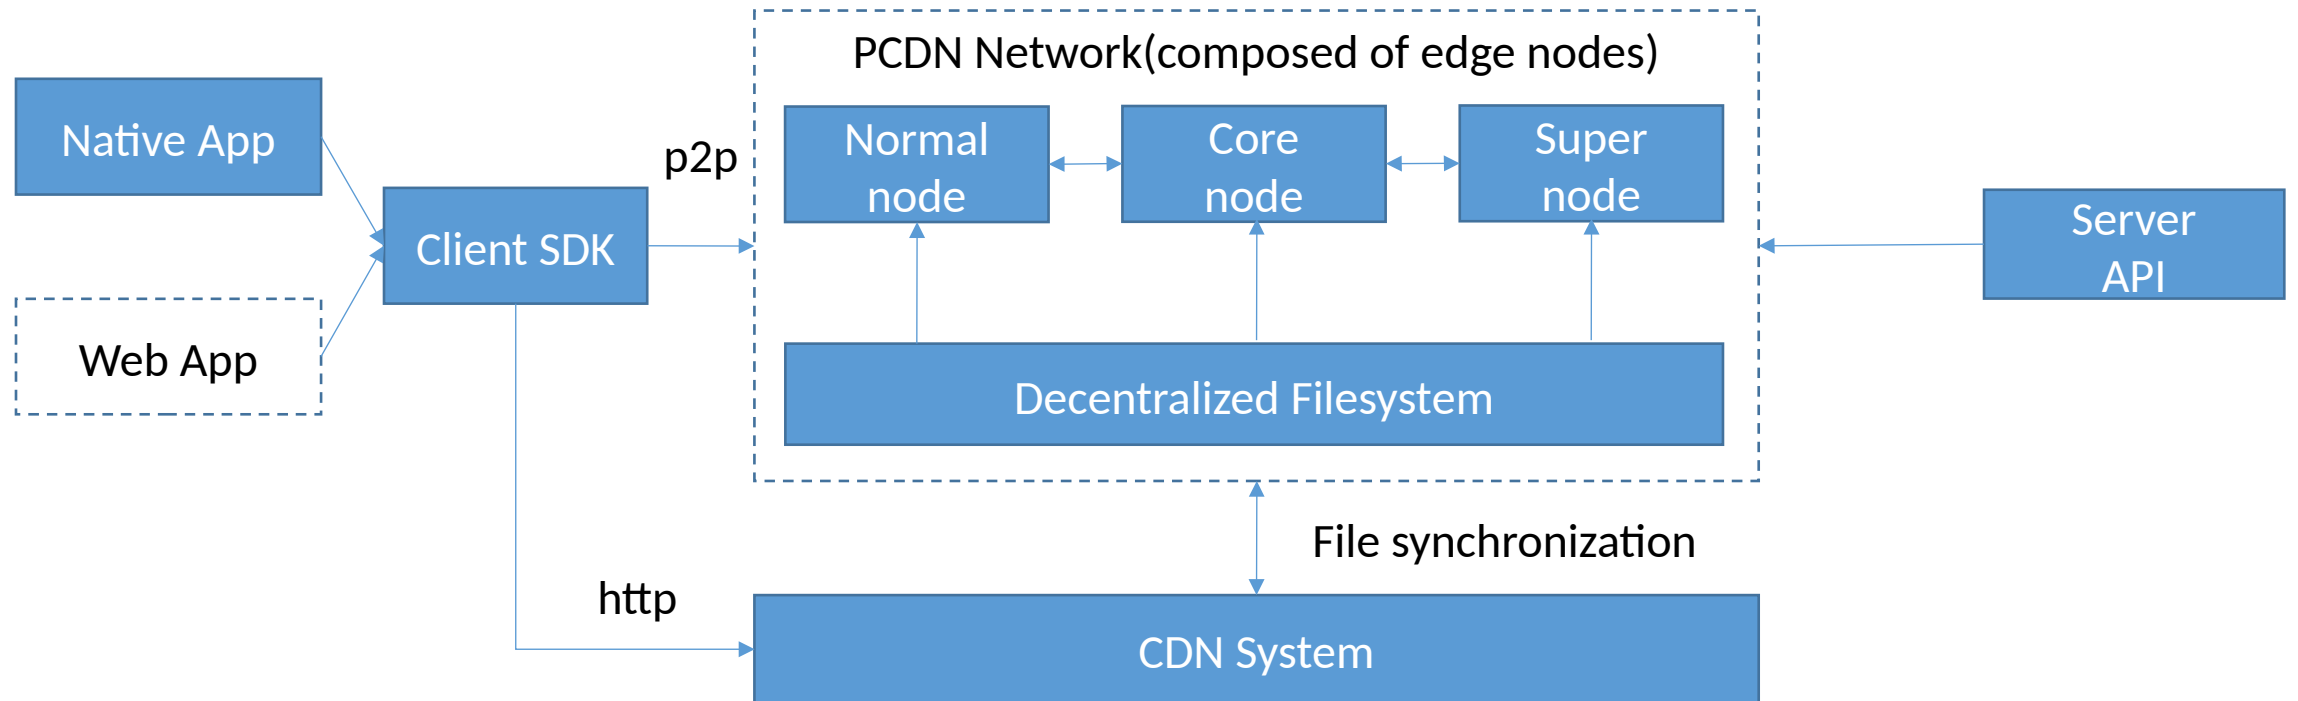 PCDN Network(composed of edge nodes)
Native App
Normal
node
Core
node
Super
node
p2p
Client SDK
Server
API
Web App
Decentralized Filesystem
File synchronization
http
CDN System